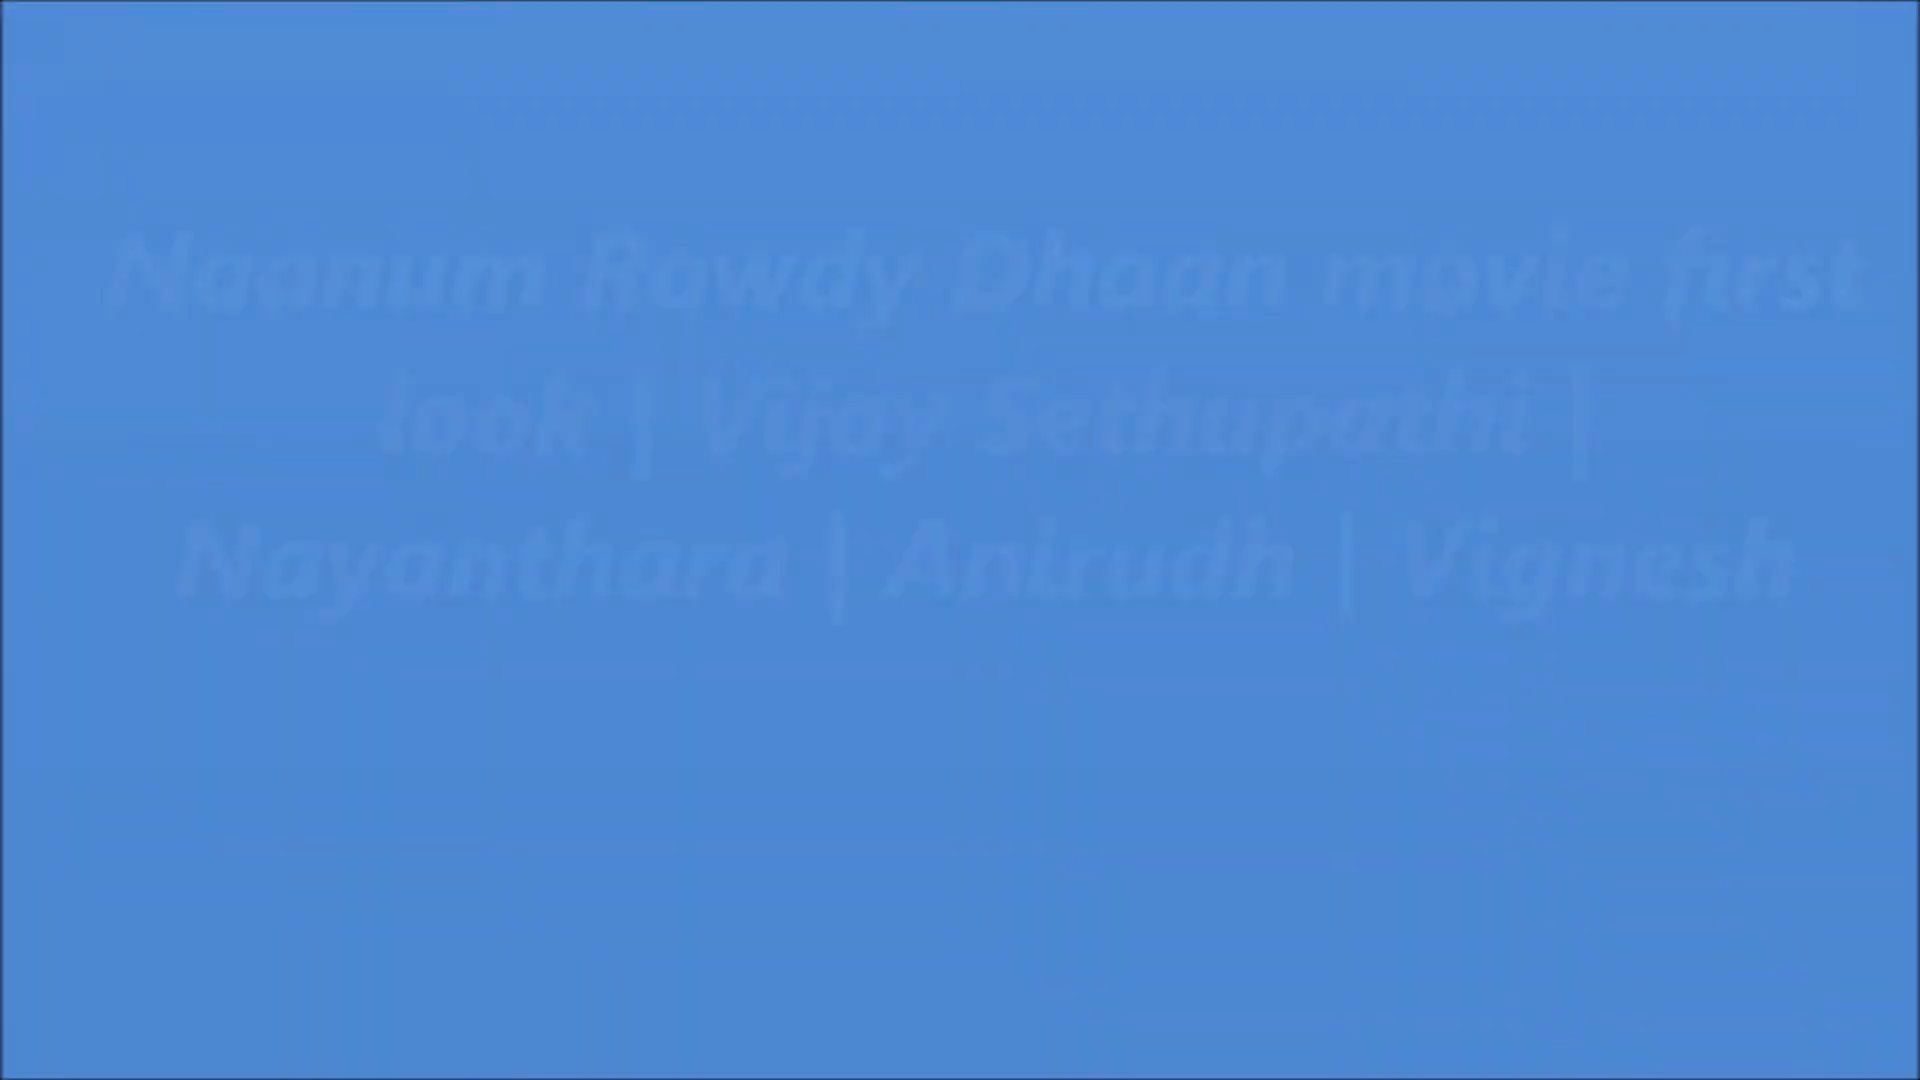 Naanum Rowdy Dhaan movie first
look | Vijay Sethupathi |
Nayanthara | Anirudh | Vignesh